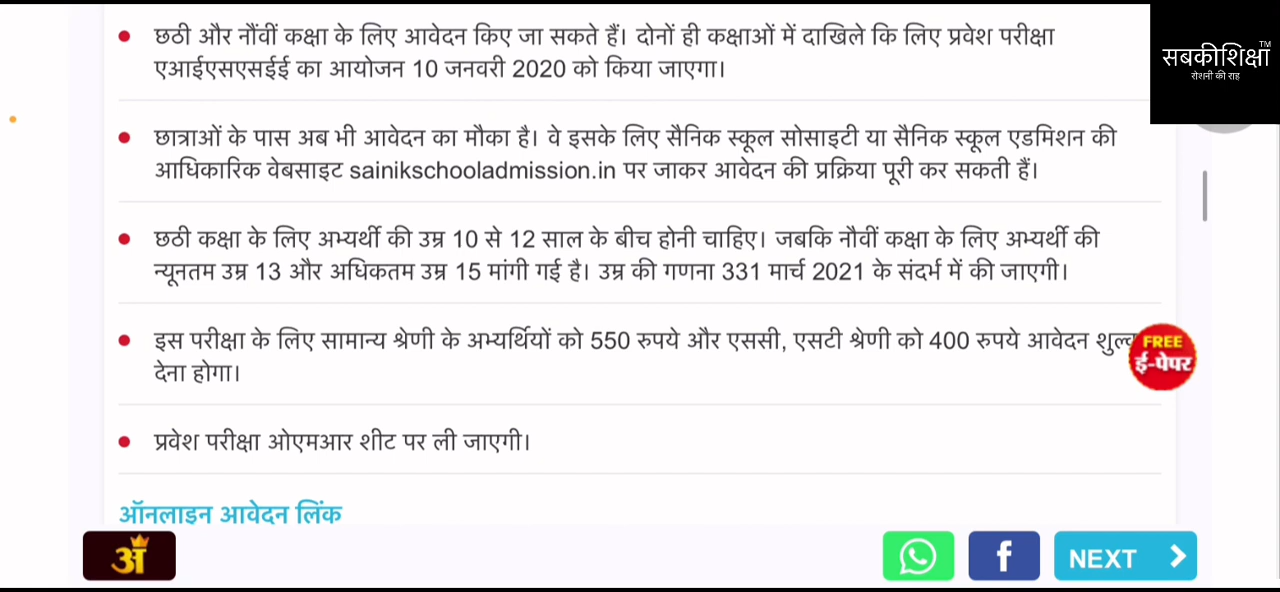 छठी और नौंवीं कक्षा के लिए आवेदन किए जा सकते हैं। दोनों ही कक्षाओं में दाखिले कि लिए प्रवेश परीक्षा
एआईएसएसईई का आयोजन 10 जनवरी 2020 को किया जाएगा।
सबकीशिक्षा™
रोशनी की राह
छात्राओं के पास अब भी आवेदन का मौका है। वे इसके लिए सैनिक स्कूल सोसाइटी या सैनिक स्कूल एडमिशन की
आधिकारिक वेबसाइट sainikschooladmission.in पर जाकर आवेदन की प्रक्रिया पूरी कर सकती हैं।
छठी कक्षा के लिए अभ्यर्थी की उम्र 10 से 12 साल के बीच होनी चाहिए। जबकि नौवीं कक्षा के लिए अभ्यर्थी की
न्यूनतम उम्र 13 और अधिकतम उम्र 15 मांगी गई है। उम्र की गणना 331 मार्च 2021 के संदर्भ में की जाएगी।
इस परीक्षा के लिए सामान्य श्रेणी के अभ्यर्थियों को 550 रुपये और एससी, एसटी श्रेणी को 400 रुपये आवेदन शुल्क
देना होगा।
FREE
ई-पेपर
प्रवेश परीक्षा ओएमआर शीट पर ली जाएगी।
ऑनलाइन आवेदन लिंक
अं
f
NEXT